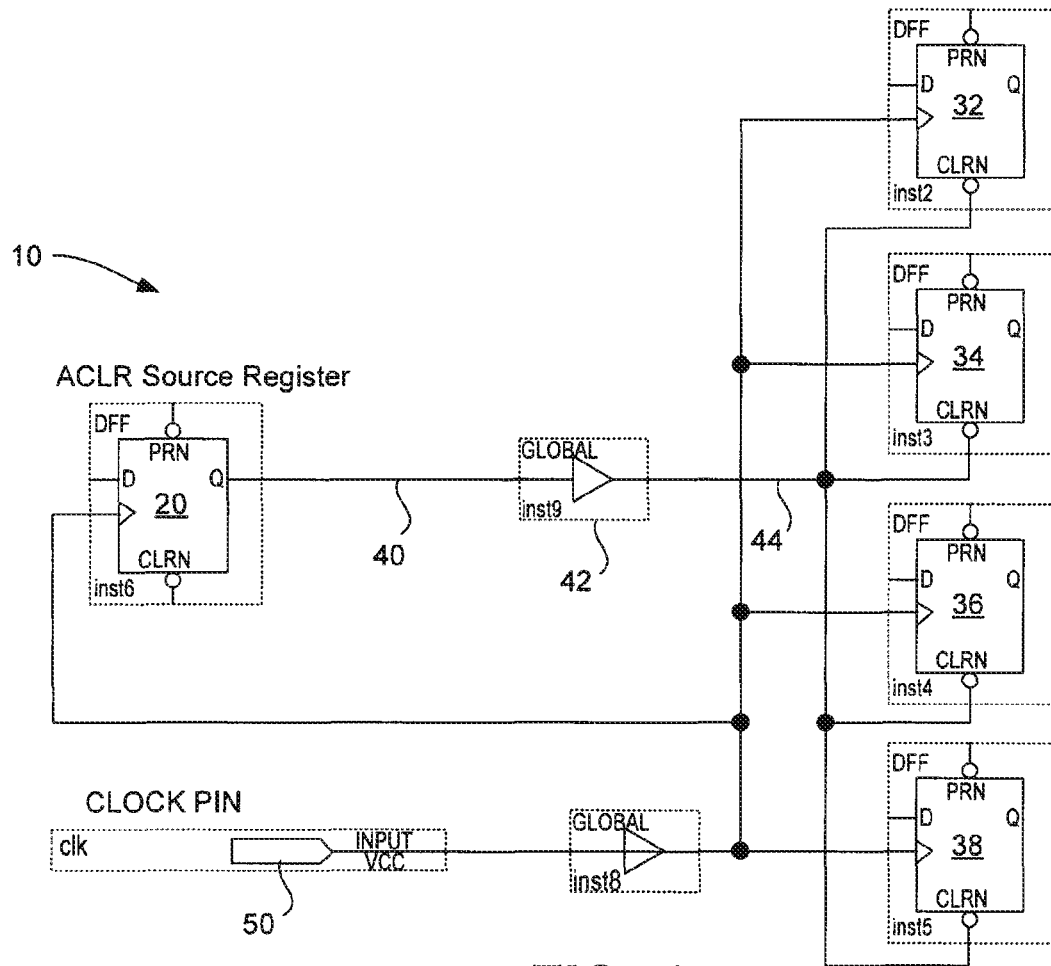 DFF
PRN
D
Q
32
CLRN
inst2
10
DFF
PRN
D
Q
34
CLRN
inst3
ACLR Source Register
DFF
PRN
D
Q
20
CLRN
inst6
40
GLOBAL
inst9
42
44
DFF
PRN
D
Q
36
CLRN
inst4
CLOCK PIN
clk
INPUT
VCC
50
GLOBAL
inst8
DFF
PRN
D
Q
38
CLRN
inst5